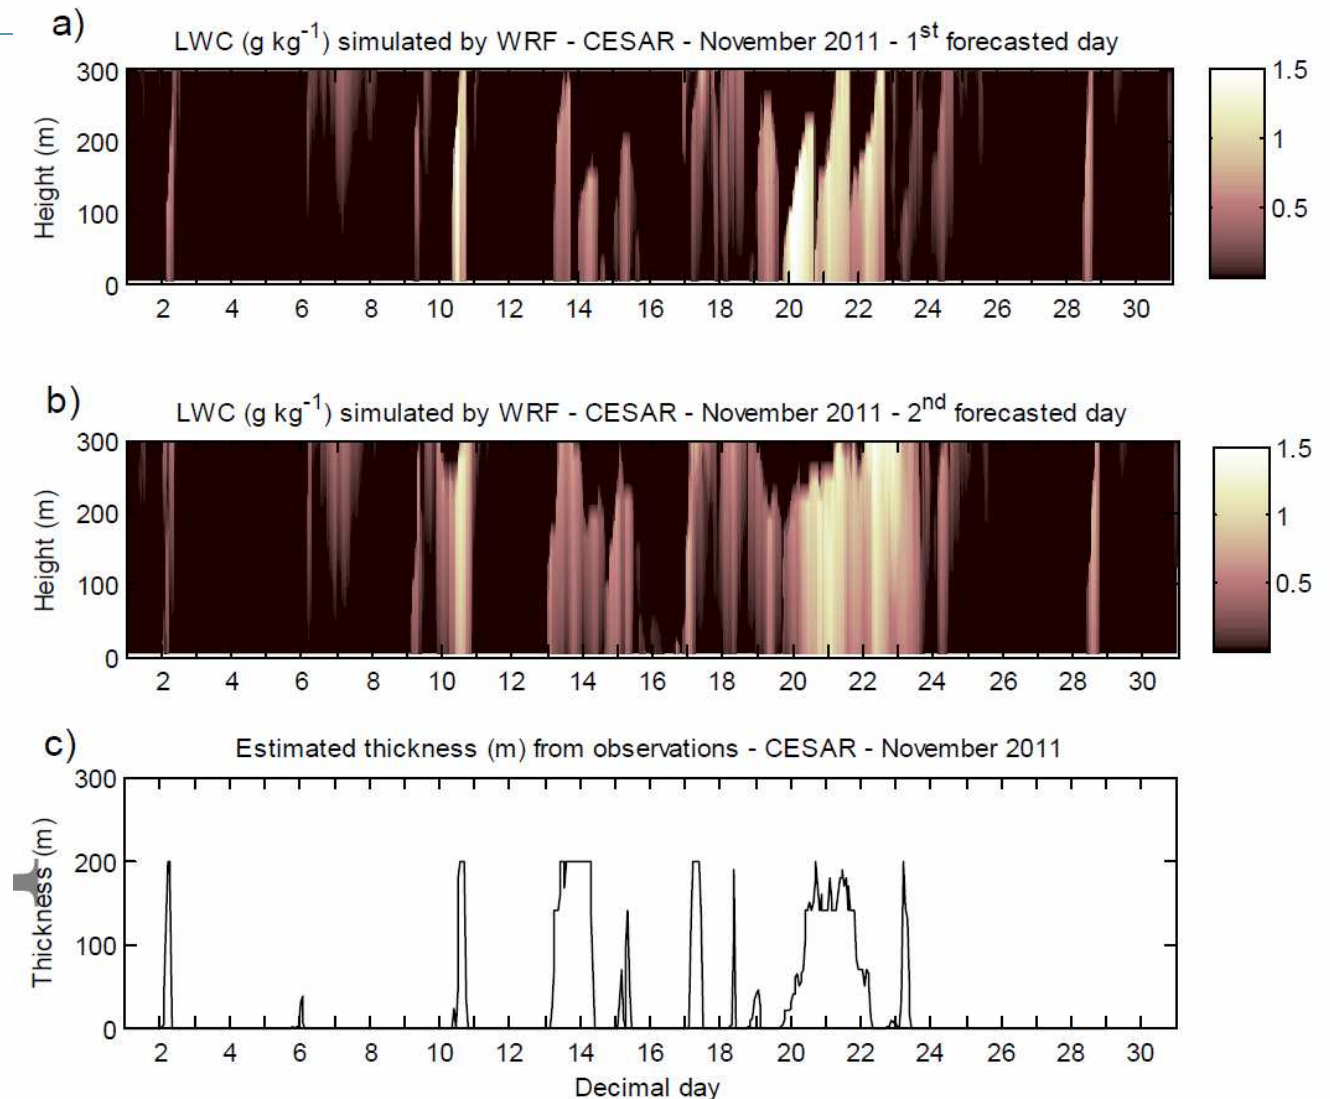 a)
LWC (g kg-1) simulated by WRF - CESAR - November 2011 - 1st forecasted day
300
200
100
0
Height (m)
2 4 6 8 10 12 14 16 18 20 22 24 26 28 30
1.5
1
0.5
b)
LWC (g kg-1) simulated by WRF - CESAR - November 2011 - 2nd forecasted day
300
200
100
0
Height (m)
2 4 6 8 10 12 14 16 18 20 22 24 26 28 30
1.5
1
0.5
c)
Estimated thickness (m) from observations - CESAR - November 2011
300
200
100
0
Thickness (m)
2 4 6 8 10 12 14 16 18 20 22 24 26 28 30
Decimal day